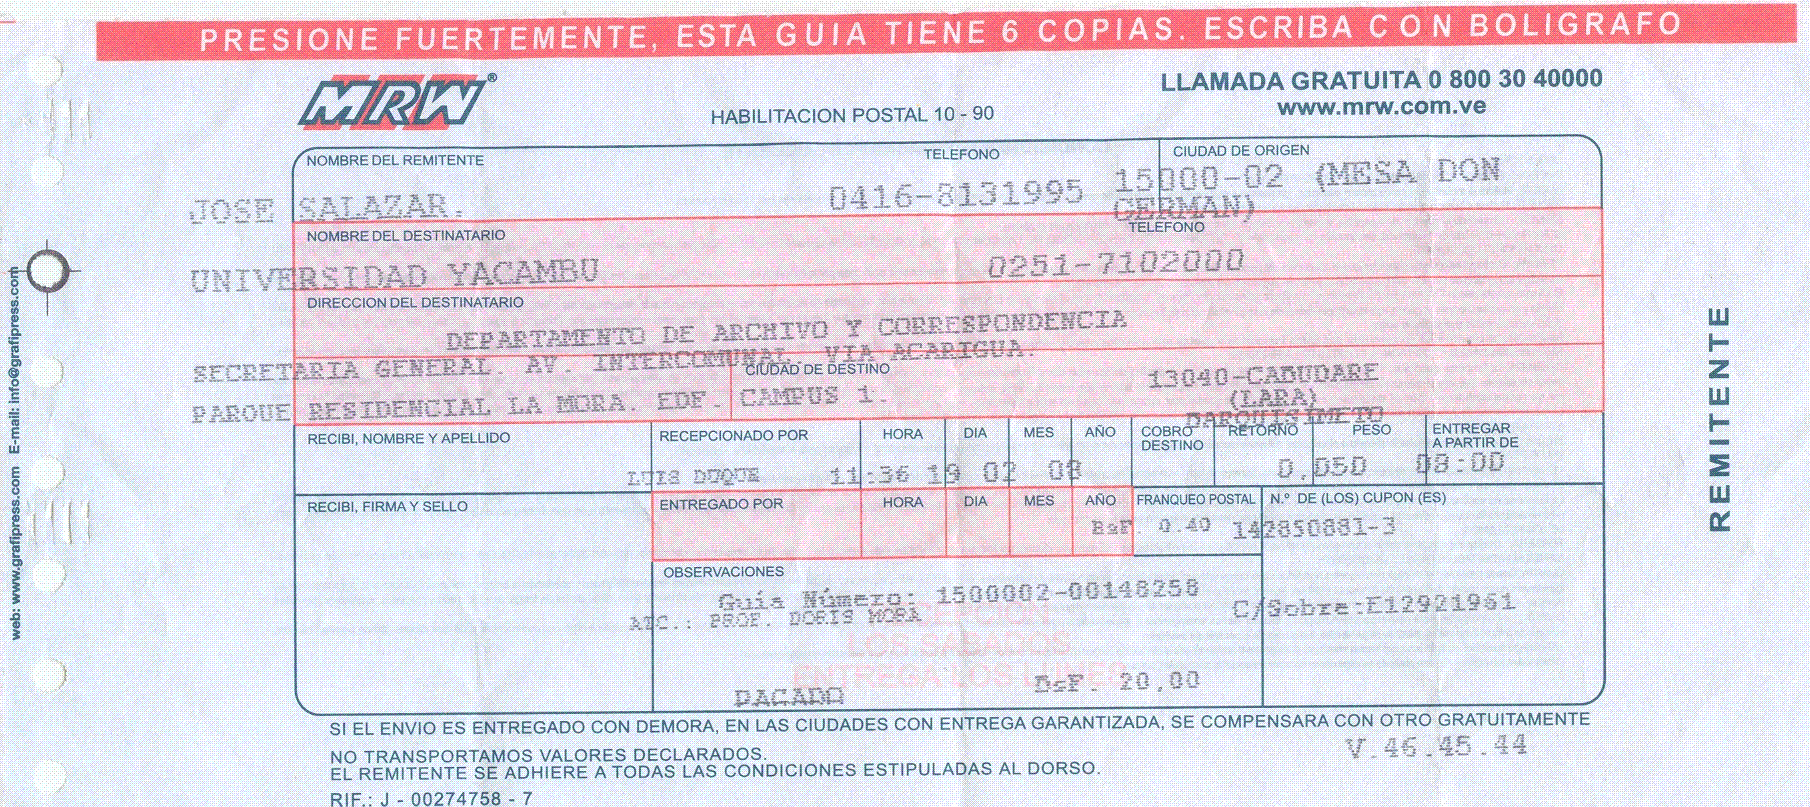 PRESIONE FUERTEMENTE, ESTA GUIA TIENE 6 COPIAS. ESCRIBA CON BOLIGRAFO
MRW®
HABILITACION POSTAL 10 - 90
LLAMADA GRATUITA 0 800 30 40000
www.mrw.com.ve
NOMBRE DEL REMITENTE TELEFONO CIUDAD DE ORIGEN
JOSE SALAZAR. 0416-8131995 15000-02 (MESA DON
GERMAN)
NOMBRE DEL DESTINATARIO TELEFONO
UNIVERSIDAD YACAMBU 0251-7102000
DIRECCION DEL DESTINATARIO
DEPARTAMENTO DE ARCHIVO Y CORRESPONDENCIA
SECRETARIA GENERAL. AV. INTERCOMUNAL. VIA ACARIGUA.
CIUDAD DE DESTINO
PARQUE RESIDENCIAL LA MORA. EDF. CAMPUS 1.
13040-CABUDARE
(LARA)
BARQUISIMETO
RECIBI, NOMBRE Y APELLIDO RECEPCIONADO POR HORA DIA MES AÑO COBRO DESTINO RETORNO PESO ENTREGAR A PARTIR DE
LUIS DUQUE 11:36 19 02 08 0,050 08:00
RECIBI, FIRMA Y SELLO ENTREGADO POR HORA DIA MES AÑO FRANQUEO POSTAL N.º DE (LOS) CUPON (ES)
BsF. 0.40 142850881-3
OBSERVACIONES
Guía Número: 1500002-00148258 C/Sobre:E12921961
ATC.: PROF. DORIS MORA
LOS SABADOS
ENTREGA LOS LUNES
PAGADO BsF. 20,00
SI EL ENVIO ES ENTREGADO CON DEMORA, EN LAS CIUDADES CON ENTREGA GARANTIZADA, SE COMPENSARA CON OTRO GRATUITAMENTE
V.46.45.44
NO TRANSPORTAMOS VALORES DECLARADOS.
EL REMITENTE SE ADHIERE A TODAS LAS CONDICIONES ESTIPULADAS AL DORSO.
RIF.: J - 00274758 - 7
REMITENTE
web: www.grafipress.com E-mail: info@grafipress.com